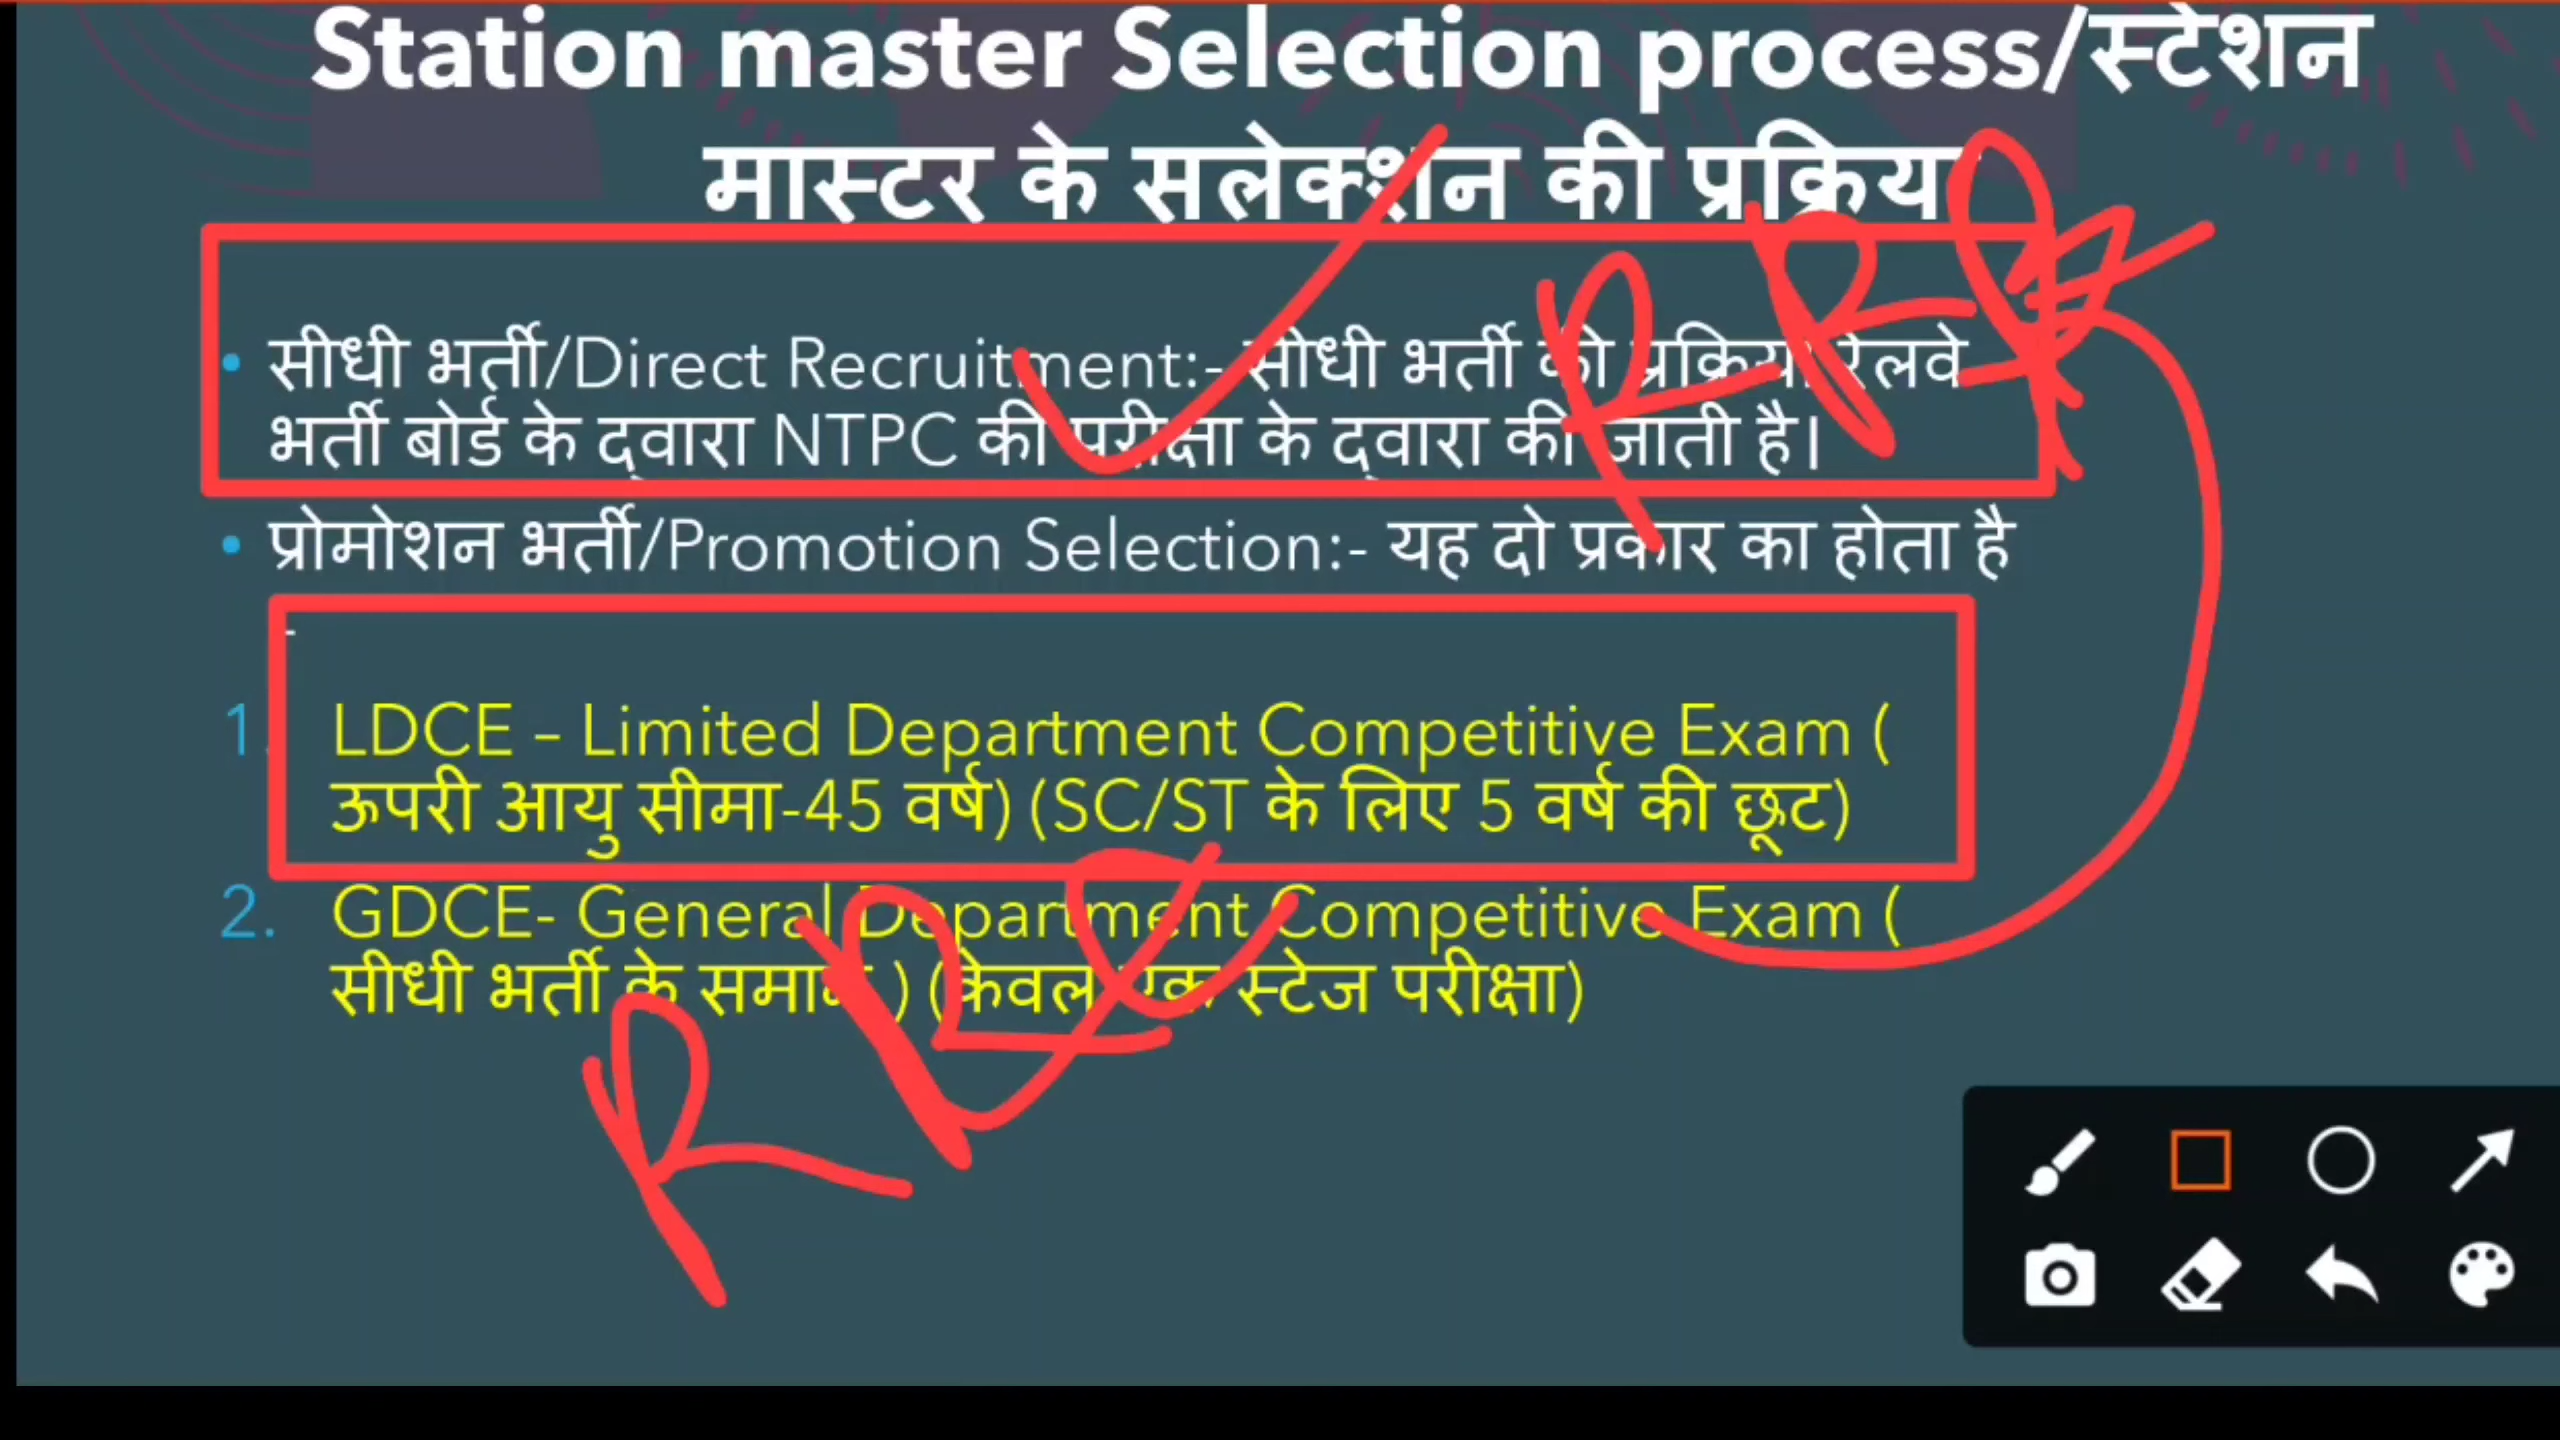 Station master Selection process/स्टेशन
मास्टर के सलेक्शन की प्रक्रिया
• सीधी भर्ती/Direct Recruitment:- सीधी भर्ती की प्रक्रिया रेलवे
भर्ती बोर्ड के द्वारा NTPC की परीक्षा के द्वारा की जाती है।
• प्रोमोशन भर्ती/Promotion Selection:- यह दो प्रकार का होता है
-
1. LDCE – Limited Department Competitive Exam (
ऊपरी आयु सीमा-45 वर्ष) (SC/ST के लिए 5 वर्ष की छूट)
2. GDCE- General Department Competitive Exam (
सीधी भर्ती के समान ) (केवल एक स्टेज परीक्षा)